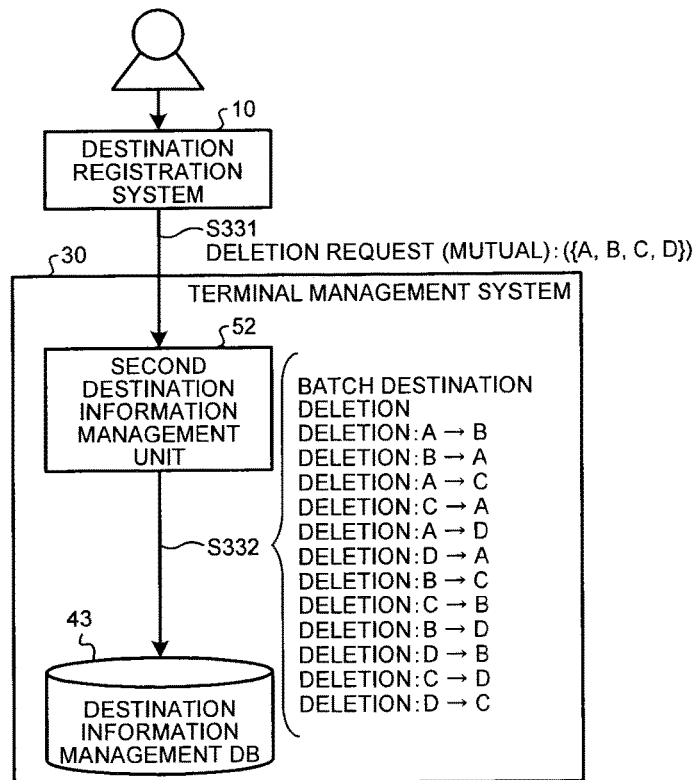 10
DESTINATION
REGISTRATION
SYSTEM
S331
DELETION REQUEST (MUTUAL):({A, B, C, D})
30
TERMINAL MANAGEMENT SYSTEM
52
SECOND
DESTINATION
INFORMATION
MANAGEMENT
UNIT
BATCH DESTINATION
DELETION
DELETION:A → B
DELETION:B → A
DELETION:A → C
DELETION:C → A
DELETION:A → D
DELETION:D → A
DELETION:B → C
DELETION:C → B
DELETION:B → D
DELETION:D → B
DELETION:C → D
DELETION:D → C
S332
43
DESTINATION
INFORMATION
MANAGEMENT DB